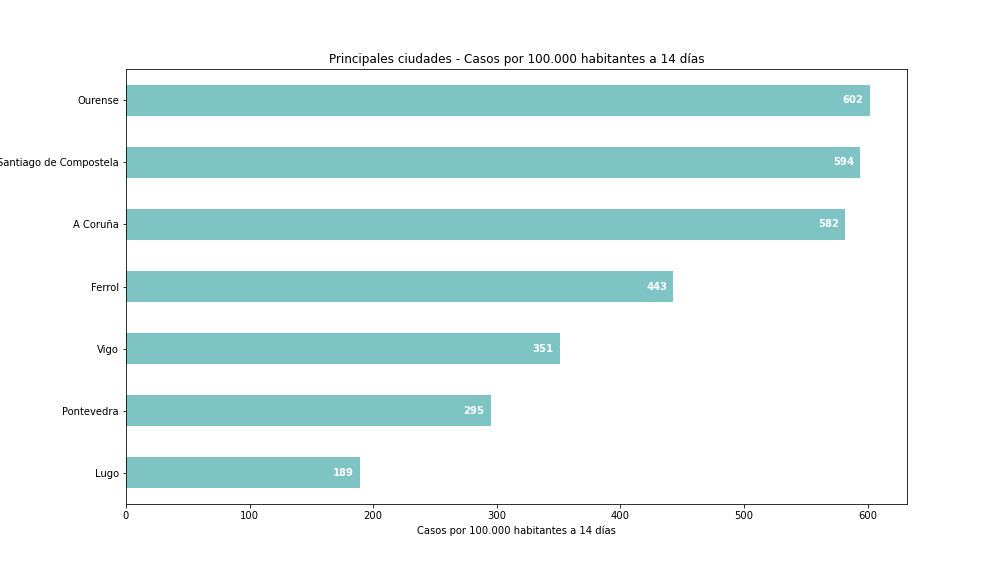 Principales ciudades - Casos por 100.000 habitantes a 14 días
Ourense 602
Santiago de Compostela 594
A Coruña 582
Ferrol 443
Vigo 351
Pontevedra 295
Lugo 189
0 100 200 300 400 500 600
Casos por 100.000 habitantes a 14 días